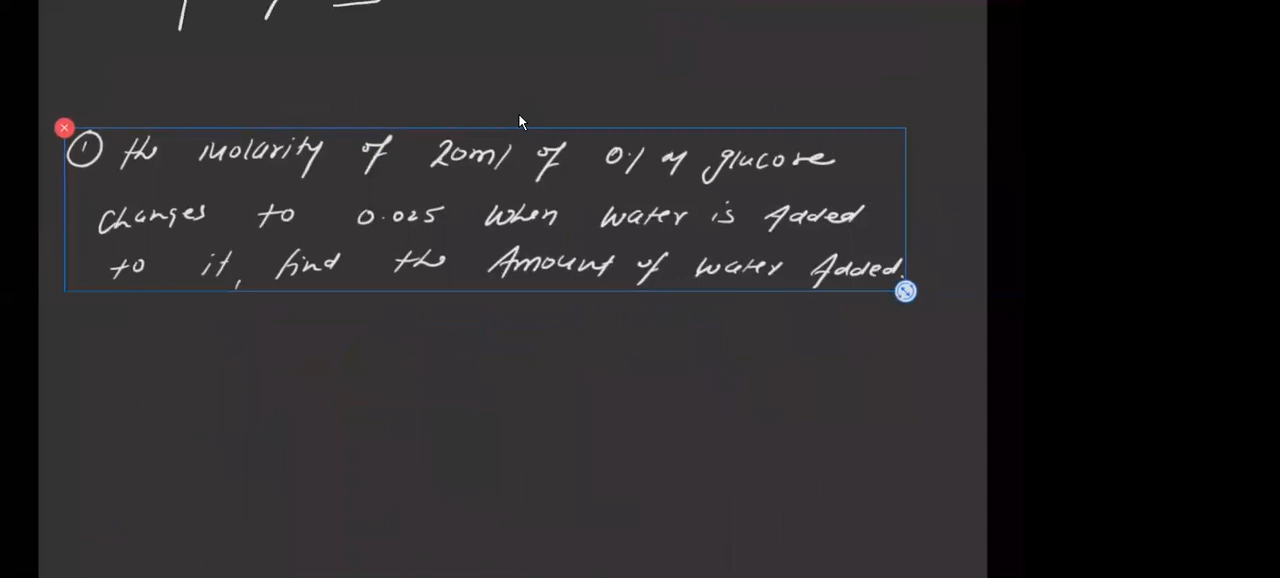 ① the Molarity of 20ml of 0.1 M glucose
changes to 0.025 when water is Added
to it, find the Amount of water Added.